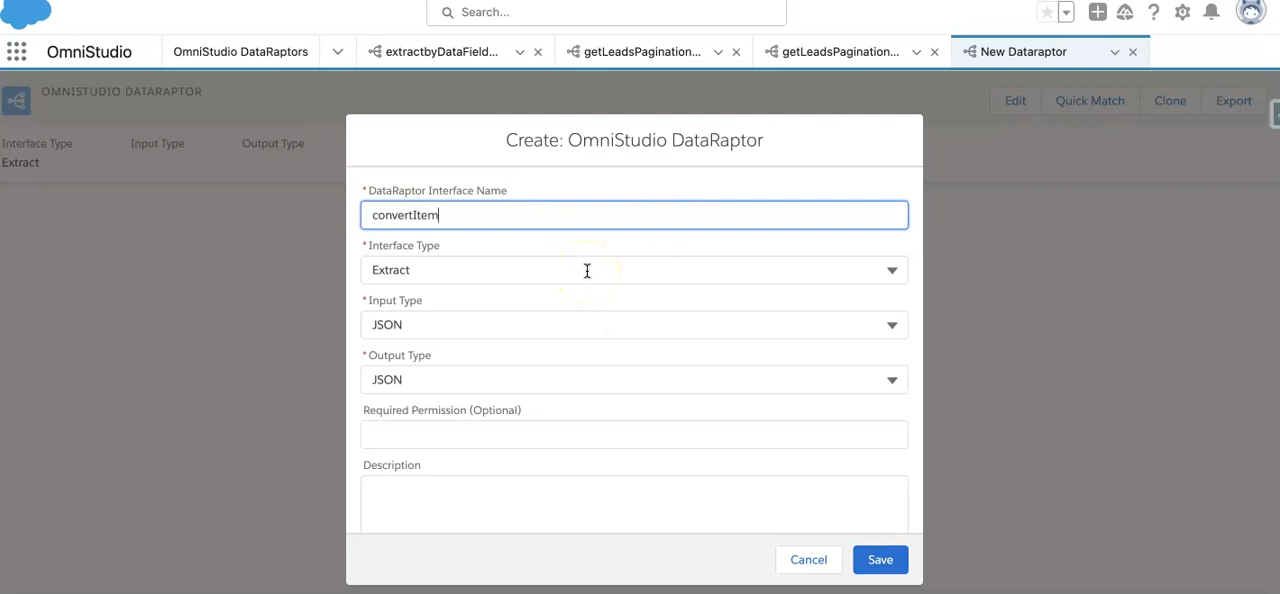 Search...
OmniStudio
OmniStudio DataRaptors
extractbyDataField...
getLeadsPagination...
getLeadsPagination...
New Dataraptor
OMNISTUDIO DATARAPTOR
Edit
Quick Match
Clone
Export
Interface Type
Input Type
Output Type
Extract
Create: OmniStudio DataRaptor
* DataRaptor Interface Name
convertItem
* Interface Type
Extract
* Input Type
JSON
* Output Type
JSON
Required Permission (Optional)
Description
Cancel
Save